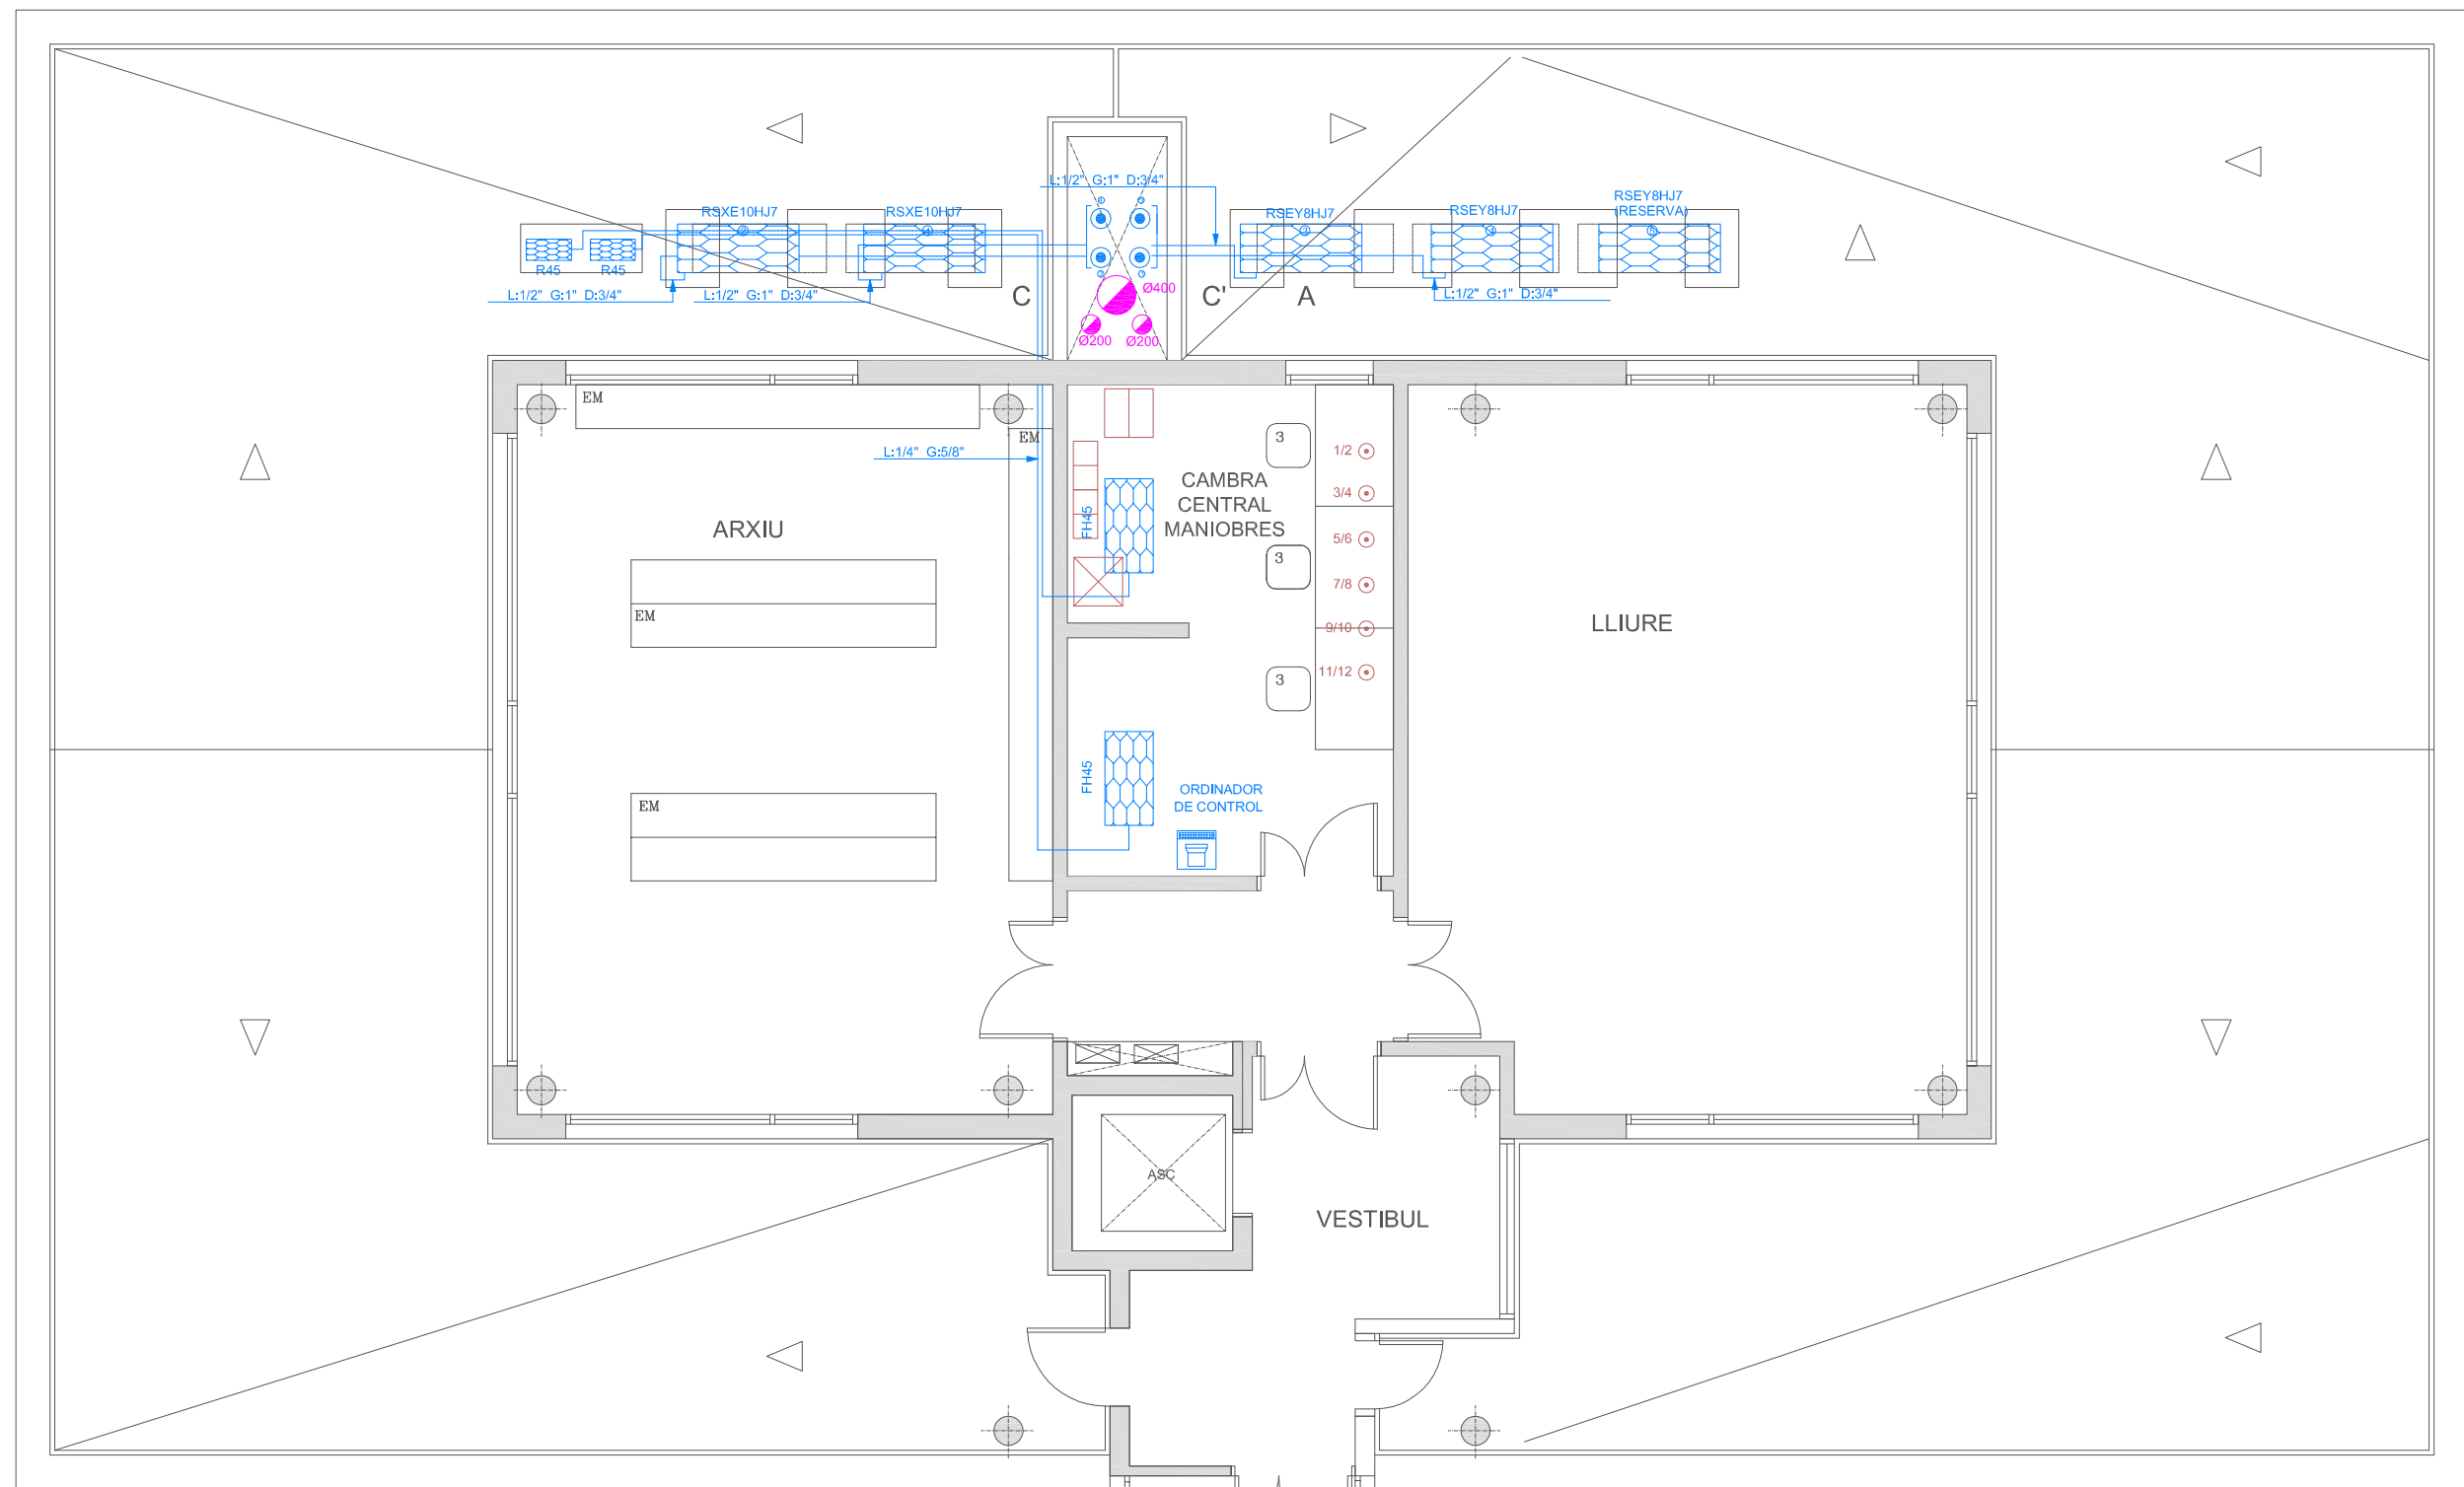 L:1/2" G:1" D:3/4"
RSXE10HJ7
RSXE10HJ7
RSEY8HJ7
RSEY8HJ7
RSEY8HJ7
(RESERVA)
R45
R45
L:1/2" G:1" D:3/4"
L:1/2" G:1" D:3/4"
L:1/2" G:1" D:3/4"
C
C'
A
Ø400
Ø200
Ø200
EM
EM
L:1/4" G:5/8"
3
1/2
3/4
CAMBRA
CENTRAL
MANIOBRES
FH45
ARXIU
5/6
3
7/8
EM
9/10
LLIURE
11/12
3
FH45
ORDINADOR
DE CONTROL
EM
ASC
VESTIBUL